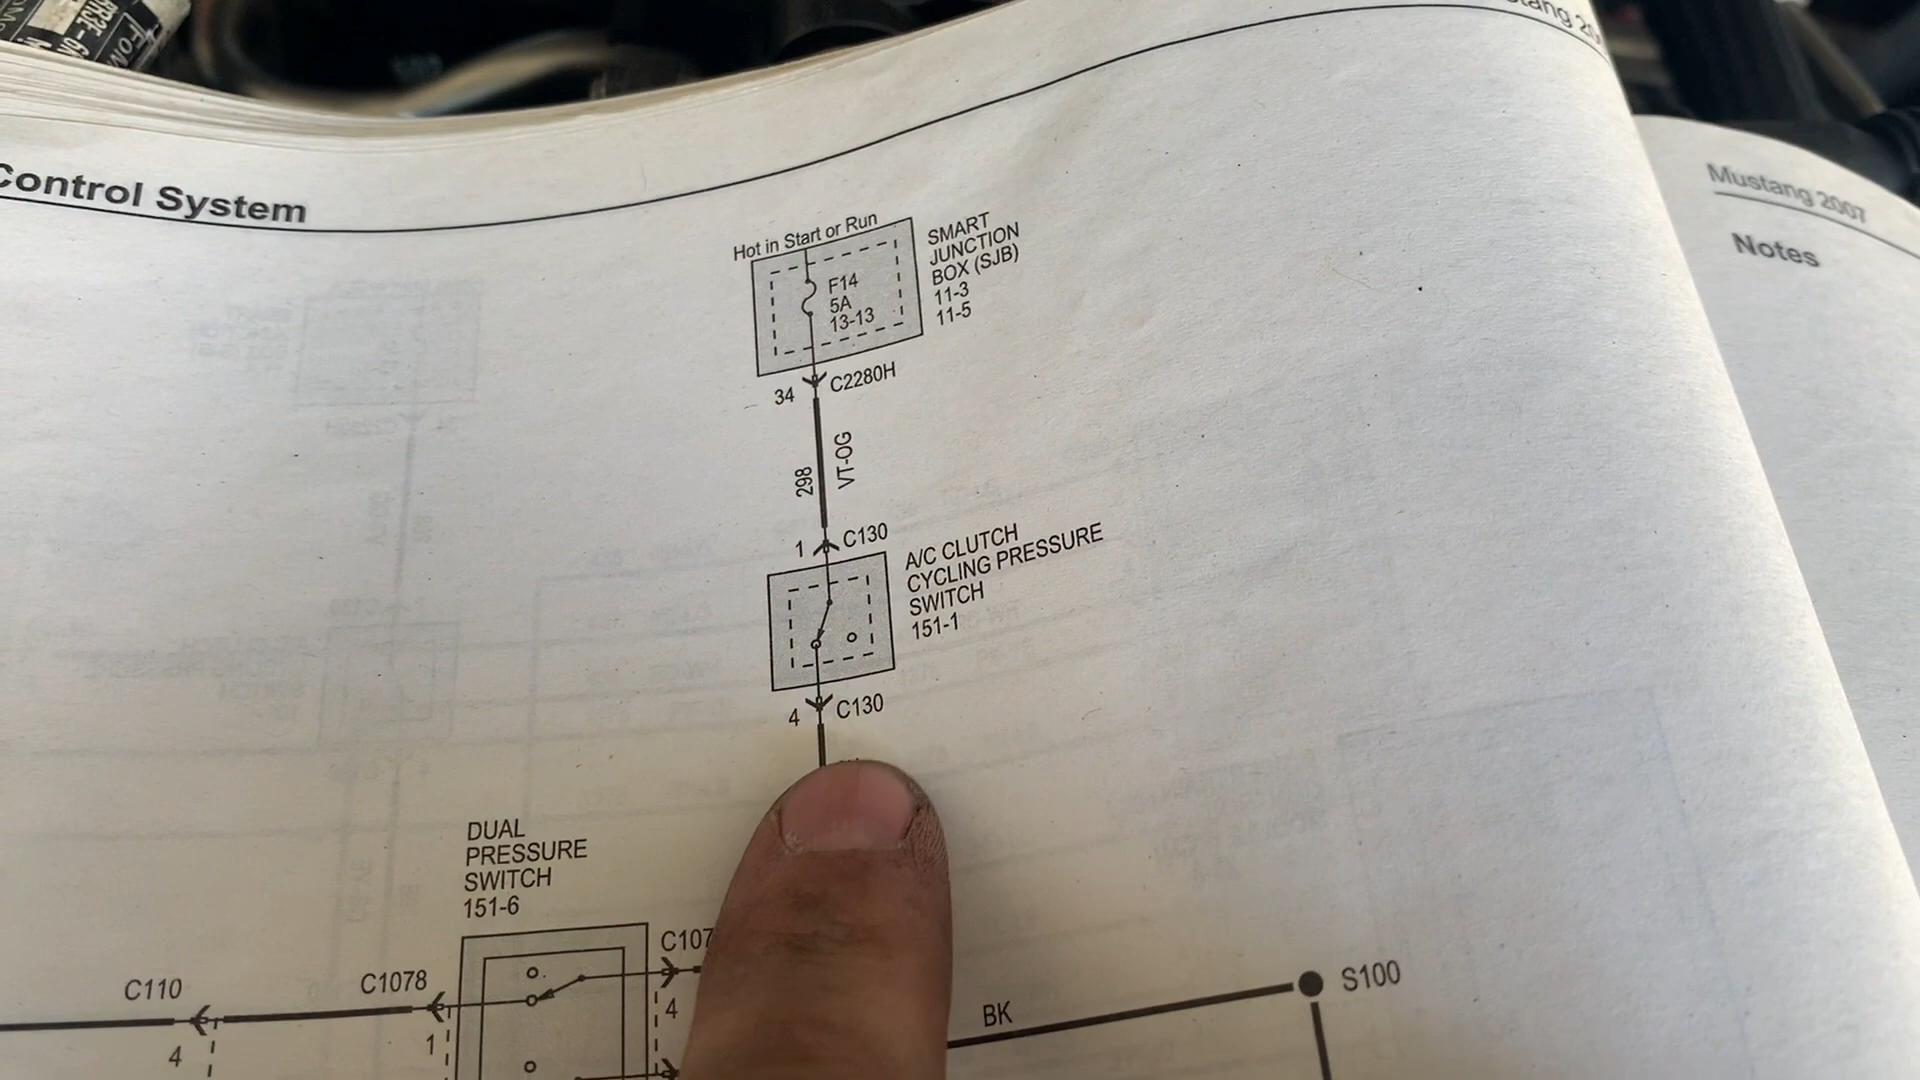 Control System
Mustang 2007
Notes
Hot in Start or Run
F14
5A
13-13
SMART
JUNCTION
BOX (SJB)
11-3
11-5
34
C2280H
298
VT-OG
1
C130
A/C CLUTCH
CYCLING PRESSURE
SWITCH
151-1
4
C130
DUAL
PRESSURE
SWITCH
151-6
C110
C1078
C107
4
1
4
BK
S100